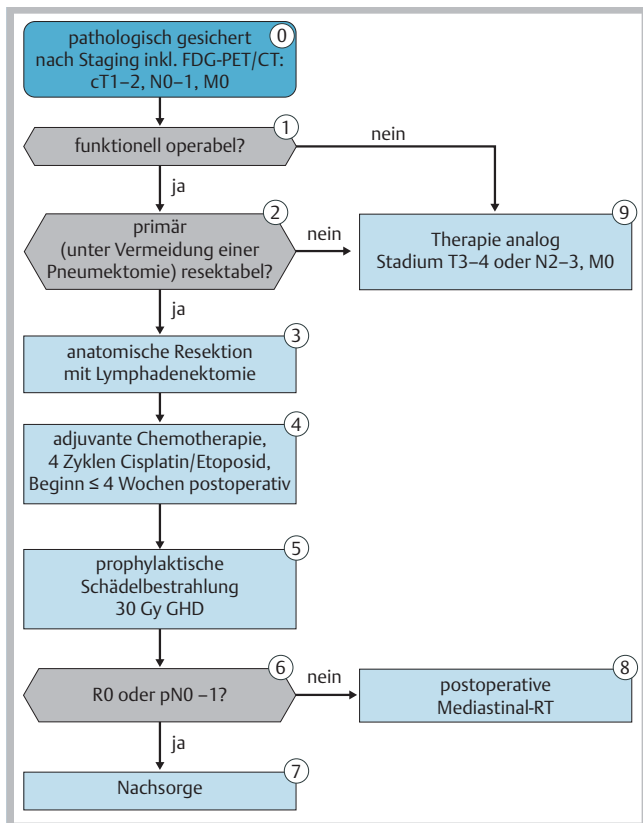 0
pathologisch gesichert
nach Staging inkl. FDG-PET/CT:
cT1–2, N0–1, M0
1
funktionell operabel?
nein
ja
2
primär
(unter Vermeidung einer
Pneumektomie) resektabel?
nein
9
Therapie analog
Stadium T3–4 oder N2–3, M0
ja
3
anatomische Resektion
mit Lymphadenektomie
4
adjuvante Chemotherapie,
4 Zyklen Cisplatin/Etoposid,
Beginn ≤ 4 Wochen postoperativ
5
prophylaktische
Schädelbestrahlung
30 Gy GHD
6
R0 oder pN0 –1?
nein
8
postoperative
Mediastinal-RT
ja
7
Nachsorge